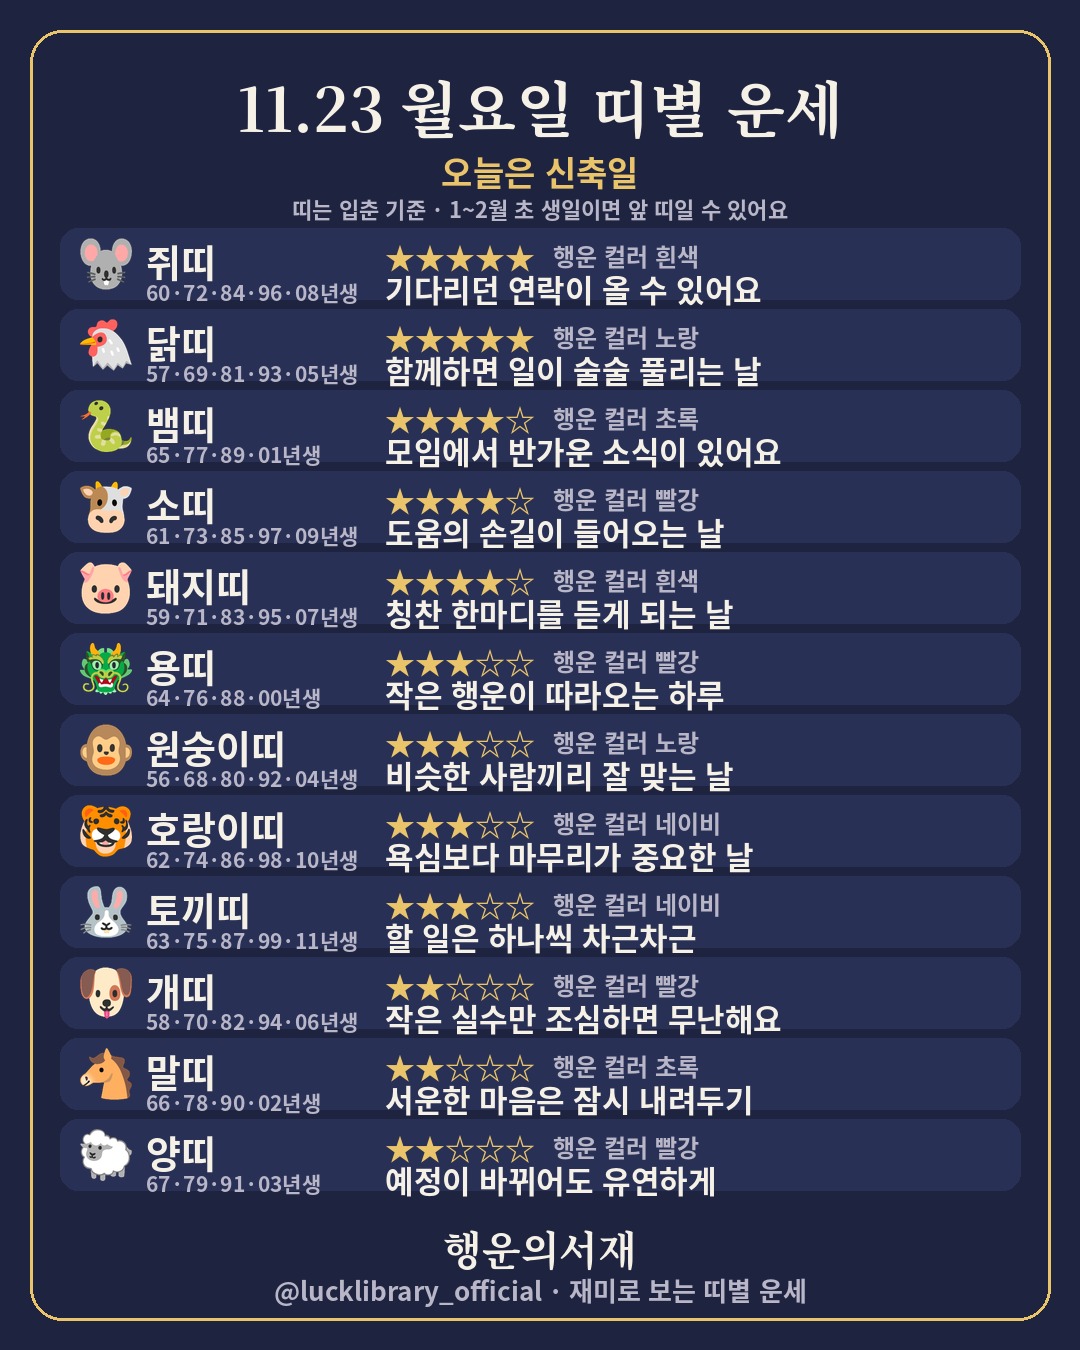 11.23 월요일 띠별 운세
오늘은 신축일
띠는 입춘 기준 · 1~2월 초 생일이면 앞 띠일 수 있어요
쥐띠 ★★★★★ 행운 컬러 흰색
60·72·84·96·08년생 기다리던 연락이 올 수 있어요
닭띠 ★★★★★ 행운 컬러 노랑
57·69·81·93·05년생 함께하면 일이 술술 풀리는 날
뱀띠 ★★★★☆ 행운 컬러 초록
65·77·89·01년생 모임에서 반가운 소식이 있어요
소띠 ★★★★☆ 행운 컬러 빨강
61·73·85·97·09년생 도움의 손길이 들어오는 날
돼지띠 ★★★★☆ 행운 컬러 흰색
59·71·83·95·07년생 칭찬 한마디를 듣게 되는 날
용띠 ★★★☆☆ 행운 컬러 빨강
64·76·88·00년생 작은 행운이 따라오는 하루
원숭이띠 ★★★☆☆ 행운 컬러 노랑
56·68·80·92·04년생 비슷한 사람끼리 잘 맞는 날
호랑이띠 ★★★☆☆ 행운 컬러 네이비
62·74·86·98·10년생 욕심보다 마무리가 중요한 날
토끼띠 ★★★☆☆ 행운 컬러 네이비
63·75·87·99·11년생 할 일은 하나씩 차근차근
개띠 ★★☆☆☆ 행운 컬러 빨강
58·70·82·94·06년생 작은 실수만 조심하면 무난해요
말띠 ★★☆☆☆ 행운 컬러 초록
66·78·90·02년생 서운한 마음은 잠시 내려두기
양띠 ★★☆☆☆ 행운 컬러 빨강
67·79·91·03년생 예정이 바뀌어도 유연하게
행운의서재
@lucklibrary_official · 재미로 보는 띠별 운세